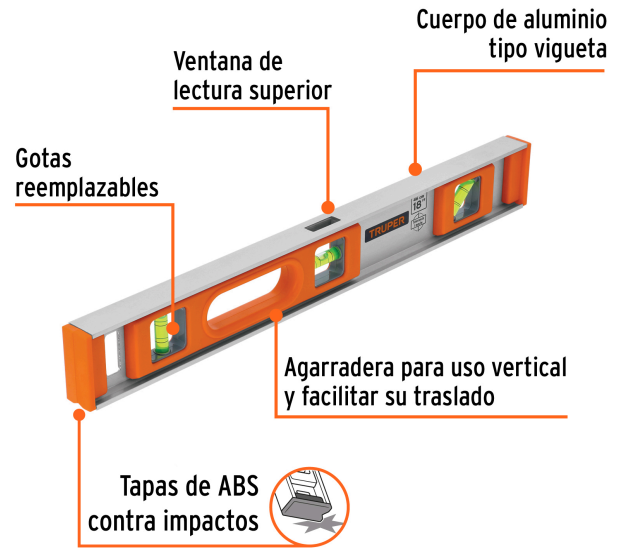 Cuerpo de aluminio
tipo vigueta
Ventana de
lectura superior
Gotas
reemplazables
18"
TRUPER
Agarradera para uso vertical
y facilitar su traslado
Tapas de ABS
contra impactos